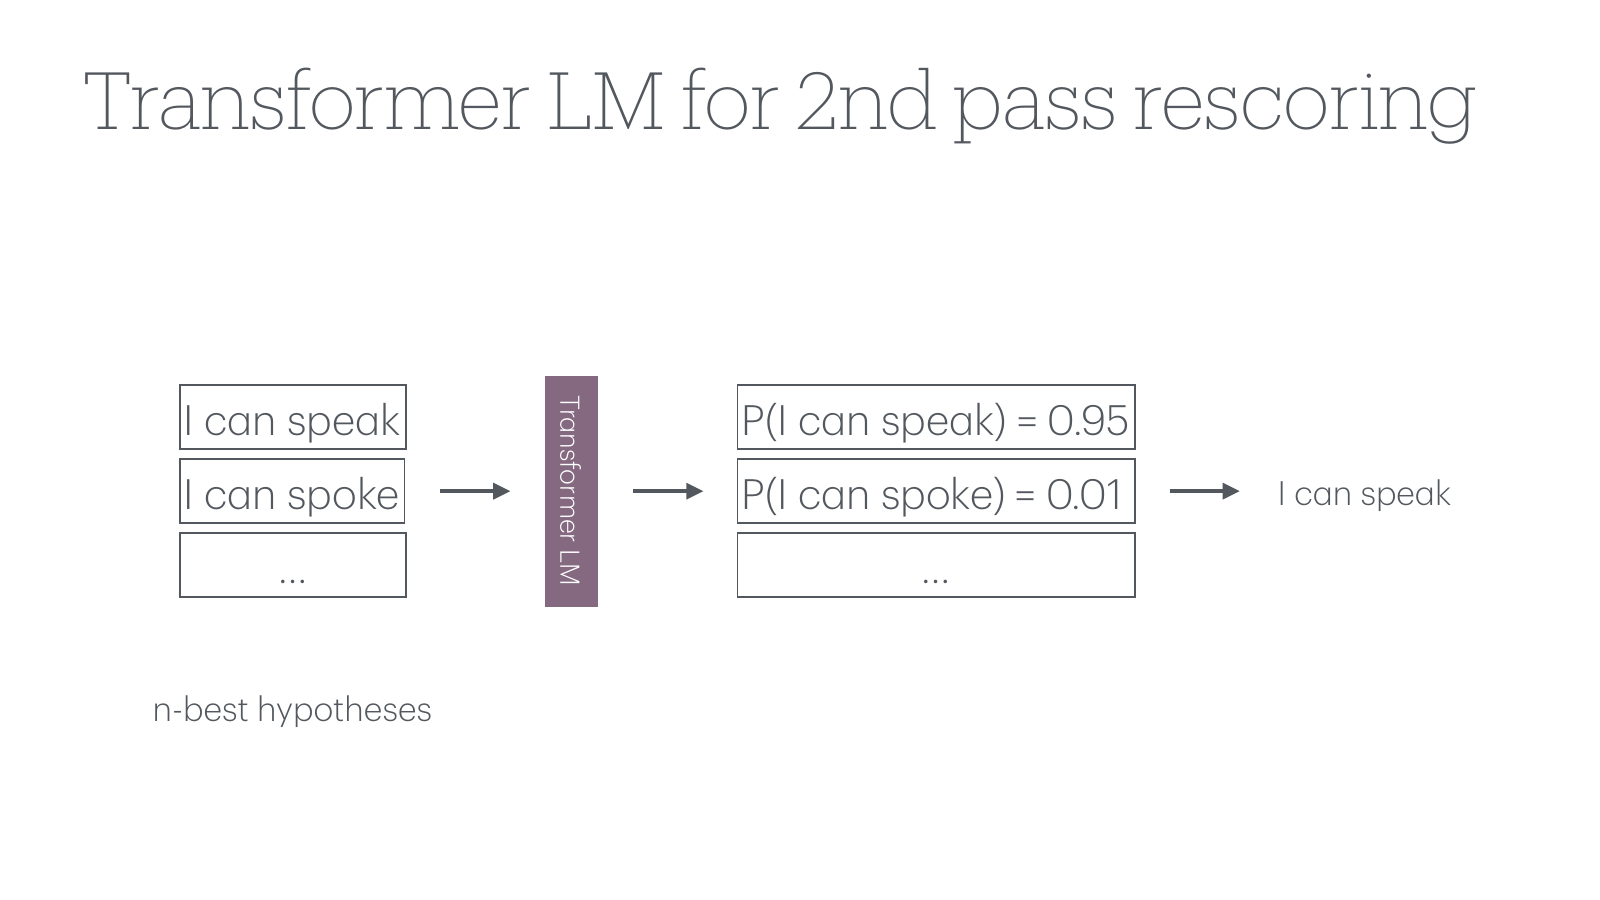 Transformer LM for 2nd pass rescoring
I can speak
I can spoke
...
Transformer LM
P(I can speak) = 0.95
P(I can spoke) = 0.01
...
I can speak
n-best hypotheses